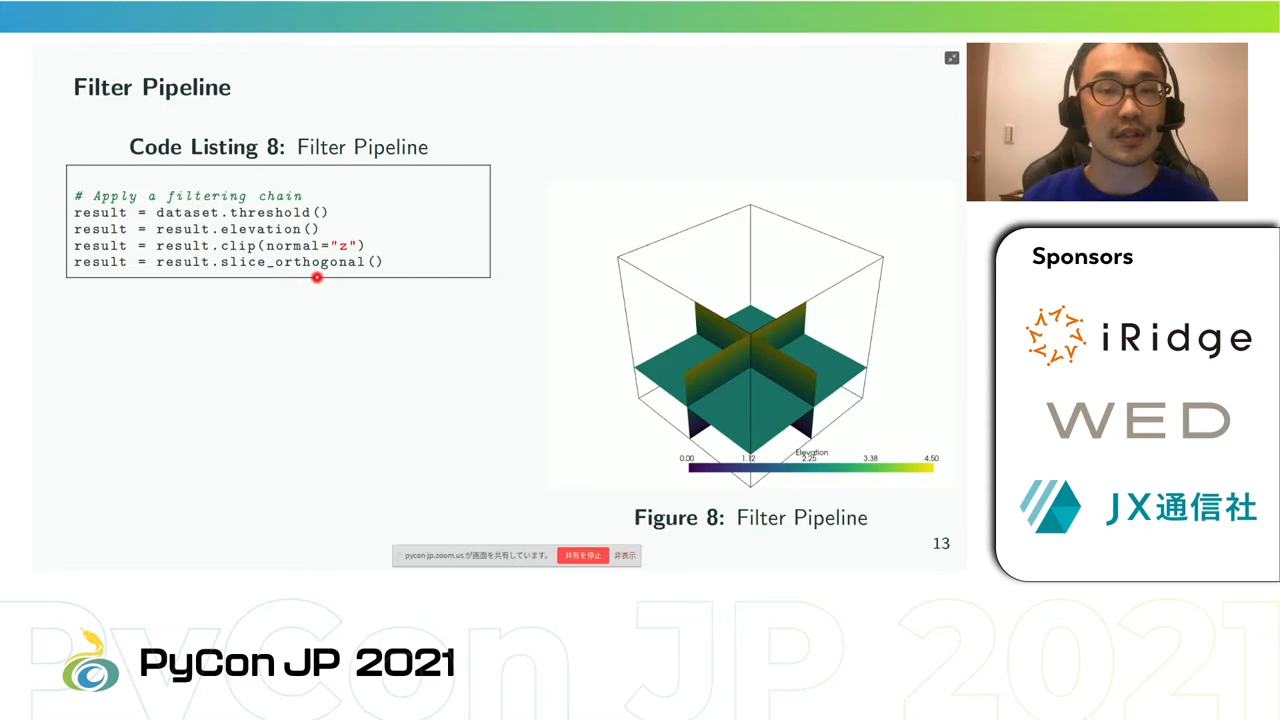 Filter Pipeline
Code Listing 8: Filter Pipeline
# Apply a filtering chain
result = dataset.threshold()
result = result.elevation()
result = result.clip(normal="z")
result = result.slice_orthogonal()
Elevation
0.00 1.12 2.25 3.38 4.50
Figure 8: Filter Pipeline
13
pycon-jp.zoom.us が画面を共有しています。 共有を停止 非表示
Sponsors
iRidge
WED
JX通信社
PyCon JP 2021
PyCon JP 2021